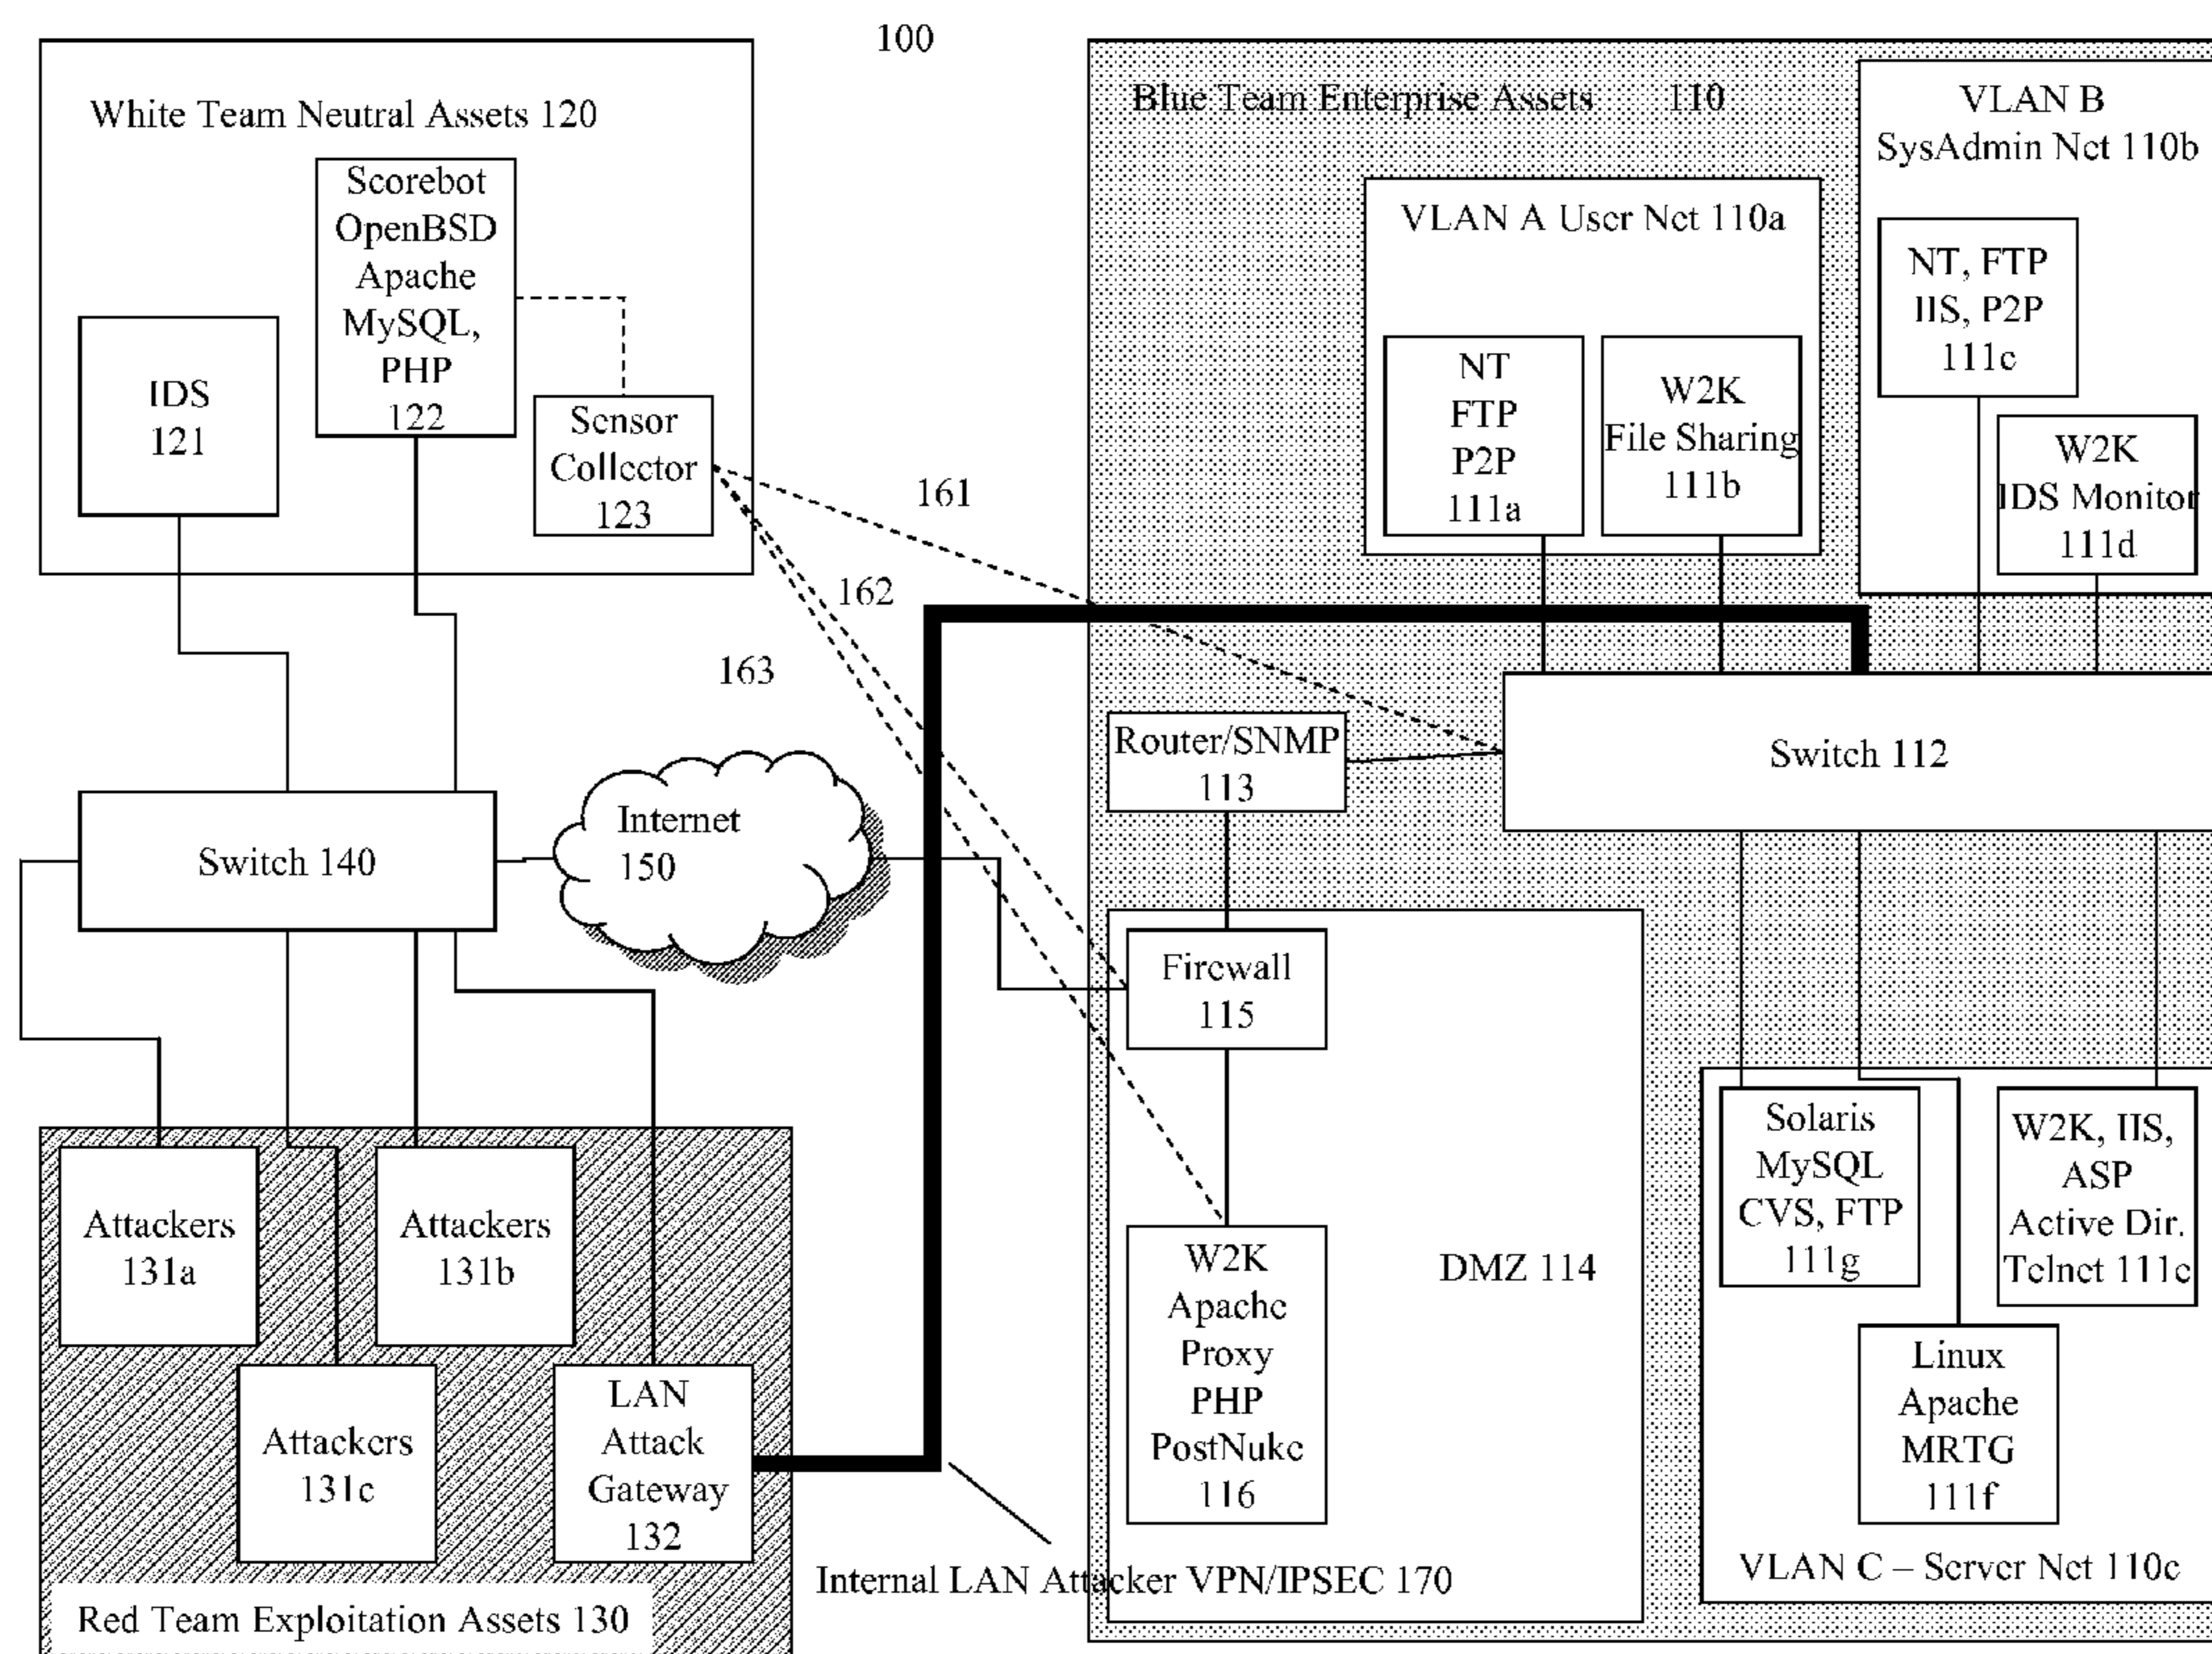 100
White Team Neutral Assets 120
Scorebot
OpenBSD
Apache
MySQL,
PHP
122
IDS
121
Sensor
Collector
123
161
162
163
Blue Team Enterprise Assets 110
VLAN A User Net 110a
NT
FTP
P2P
111a
W2K
File Sharing
111b
VLAN B
SysAdmin Net 110b
NT, FTP
IIS, P2P
111c
W2K
IDS Monitor
111d
Router/SNMP
113
Switch 112
Internet
150
Switch 140
Firewall
115
W2K
Apache
Proxy
PHP
PostNuke
116
DMZ 114
Solaris
MySQL
CVS, FTP
111g
W2K, IIS,
ASP
Active Dir.
Telnet 111e
Linux
Apache
MRTG
111f
VLAN C – Server Net 110c
Attackers
131a
Attackers
131b
Attackers
131c
LAN
Attack
Gateway
132
Internal LAN Attacker VPN/IPSEC 170
Red Team Exploitation Assets 130